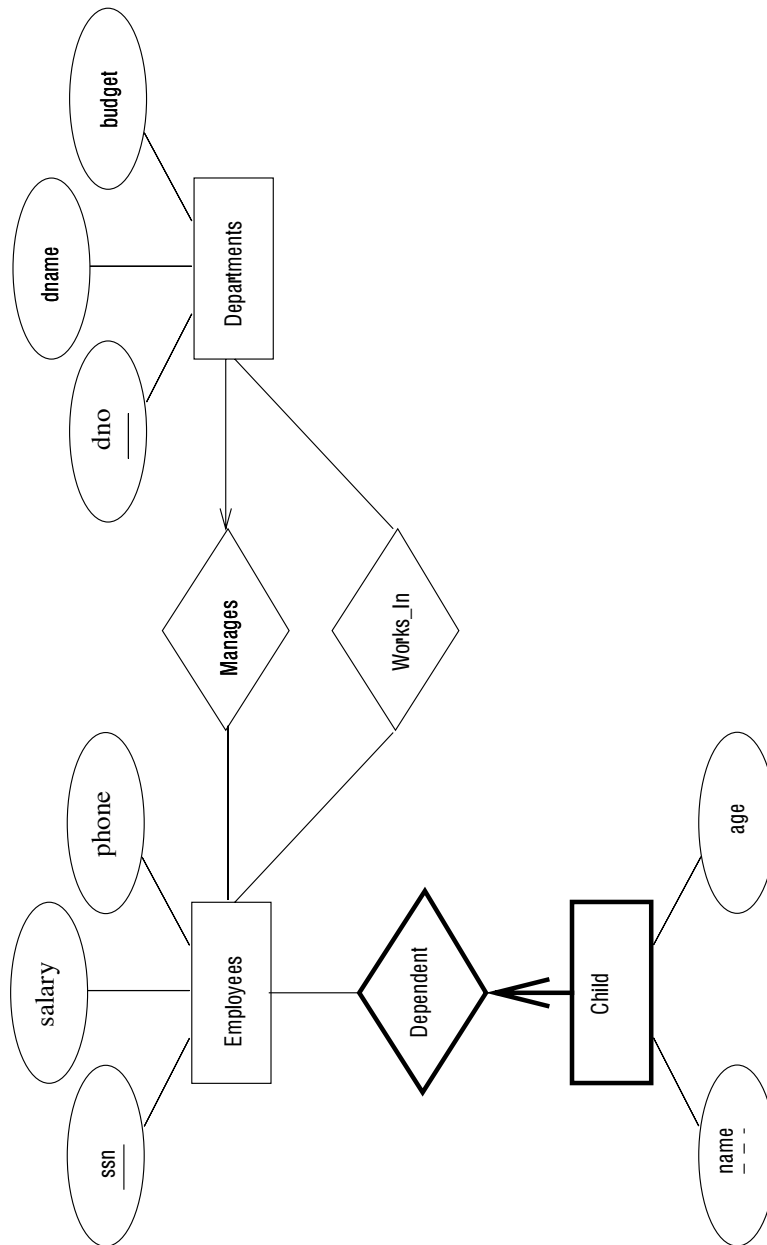 salary
ssn
phone
Employees
Manages
Works_In
dno
dname
budget
Departments
Dependent
Child
name
age